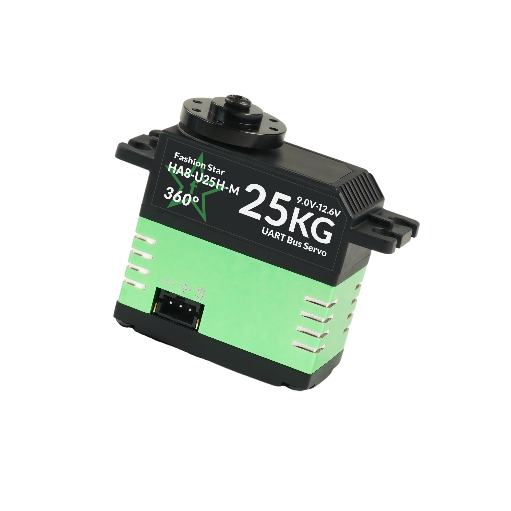 Fashion Star
HA8-U25H-M
360°
25KG
9.0V-12.6V
UART Bus Servo